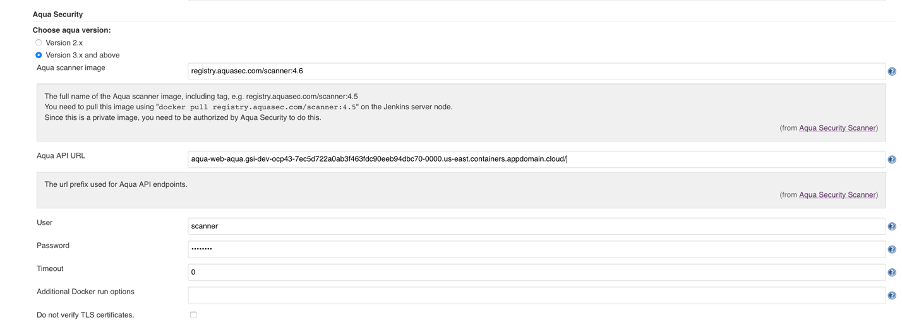 Aqua Security
Choose aqua version:
Version 2.x
Version 3.x and above
Aqua scanner image
registry.aquasec.com/scanner:4.6
The full name of the Aqua scanner image, including tag, e.g. registry.aquasec.com/scanner:4.5
You need to pull this image using "docker pull registry.aquasec.com/scanner:4.5" on the Jenkins server node.
Since this is a private image, you need to be authorized by Aqua Security to do this.
(from Aqua Security Scanner)
Aqua API URL
aqua-web-aqua.gsi-dev-ocp43-7ec5d722a0ab3f463fdc90eeb94dbc70-0000.us-east.containers.appdomain.cloud/
The url prefix used for Aqua API endpoints.
(from Aqua Security Scanner)
User
scanner
Password
••••••••
Timeout
0
Additional Docker run options
Do not verify TLS certificates.